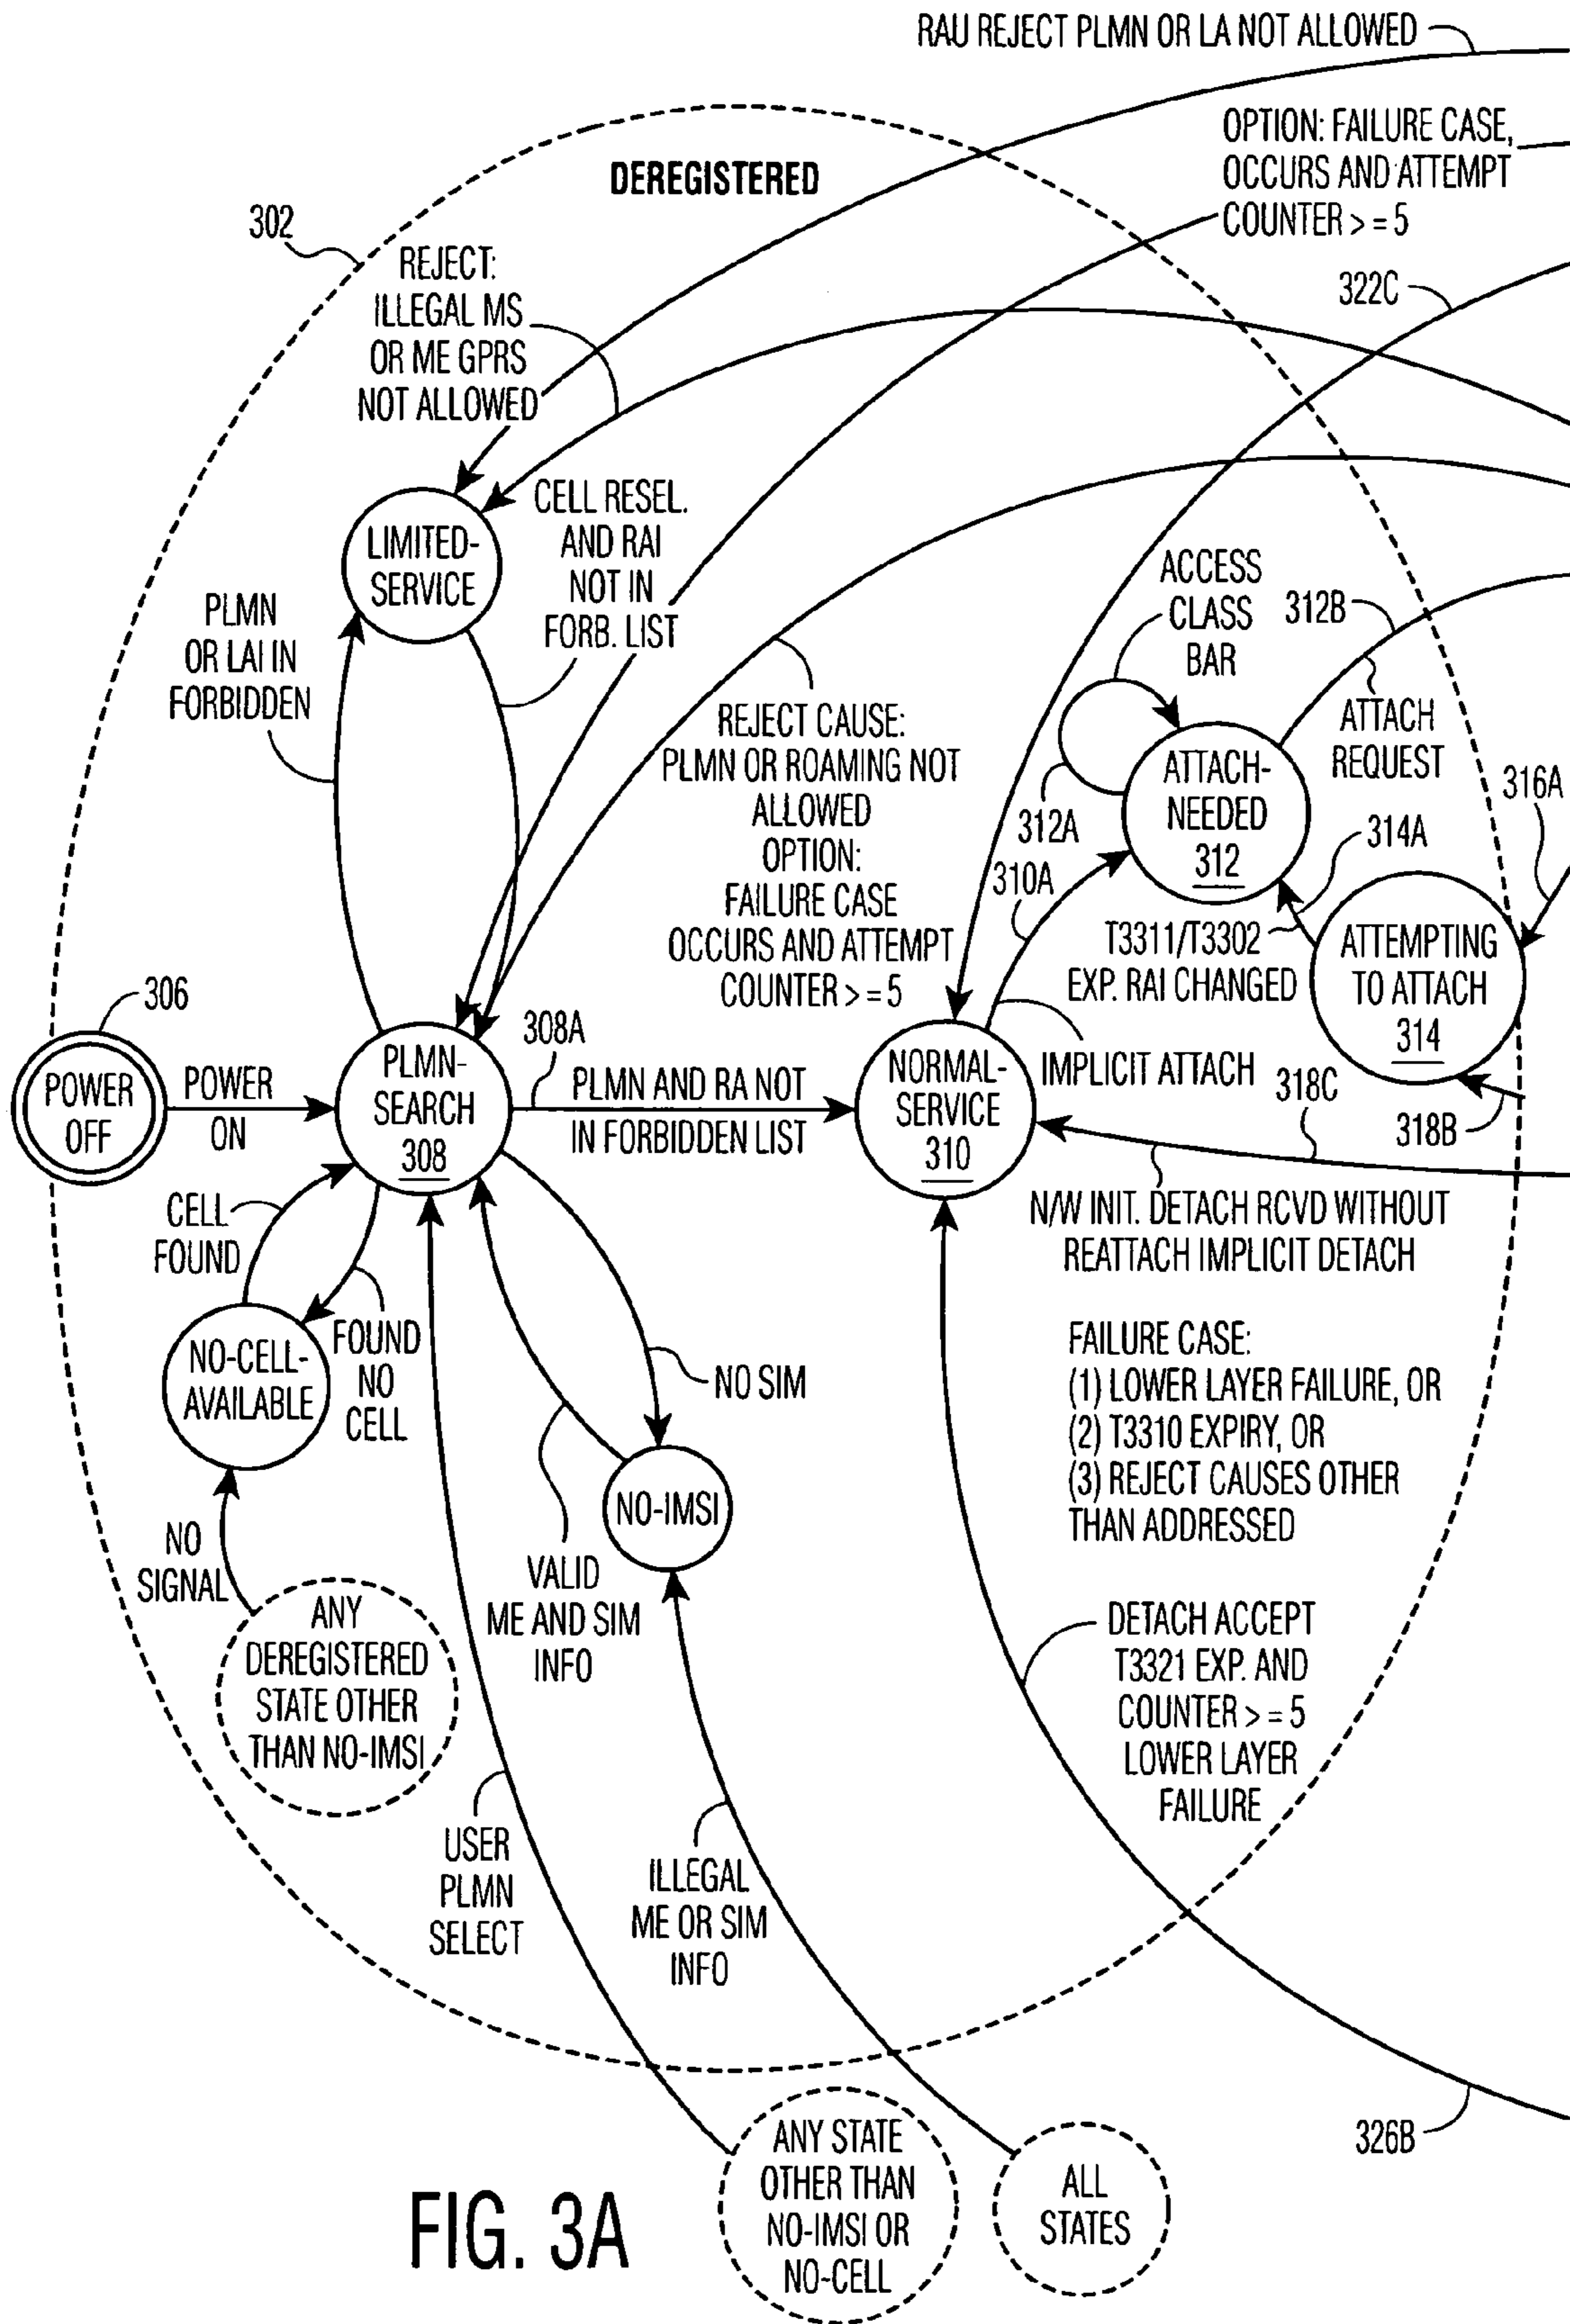 RAU REJECT PLMN OR LA NOT ALLOWED
OPTION: FAILURE CASE,
OCCURS AND ATTEMPT
COUNTER > = 5
DEREGISTERED
302
REJECT:
ILLEGAL MS
OR ME GPRS
NOT ALLOWED
322C
LIMITED-
SERVICE
CELL RESEL.
AND RAI
NOT IN
FORB. LIST
PLMN
OR LAI IN
FORBIDDEN
ACCESS
CLASS
BAR
312B
ATTACH
REQUEST
REJECT CAUSE:
PLMN OR ROAMING NOT
ALLOWED
OPTION:
FAILURE CASE
OCCURS AND ATTEMPT
COUNTER > = 5
312A
ATTACH-
NEEDED
312
316A
314A
310A
T3311/T3302
EXP. RAI CHANGED
ATTEMPTING
TO ATTACH
314
306
POWER
OFF
POWER
ON
PLMN-
SEARCH
308
308A
PLMN AND RA NOT
IN FORBIDDEN LIST
NORMAL-
SERVICE
310
IMPLICIT ATTACH
318C
318B
N/W INIT. DETACH RCVD WITHOUT
REATTACH IMPLICIT DETACH
CELL
FOUND
NO-CELL-
AVAILABLE
FOUND
NO
CELL
NO SIM
NO-IMSI
FAILURE CASE:
(1) LOWER LAYER FAILURE, OR
(2) T3310 EXPIRY, OR
(3) REJECT CAUSES OTHER
THAN ADDRESSED
NO
SIGNAL
VALID
ME AND SIM
INFO
ANY
DEREGISTERED
STATE OTHER
THAN NO-IMSI
DETACH ACCEPT
T3321 EXP. AND
COUNTER > = 5
LOWER LAYER
FAILURE
USER
PLMN
SELECT
ILLEGAL
ME OR SIM
INFO
326B
ANY STATE
OTHER THAN
NO-IMSI OR
NO-CELL
ALL
STATES
FIG. 3A